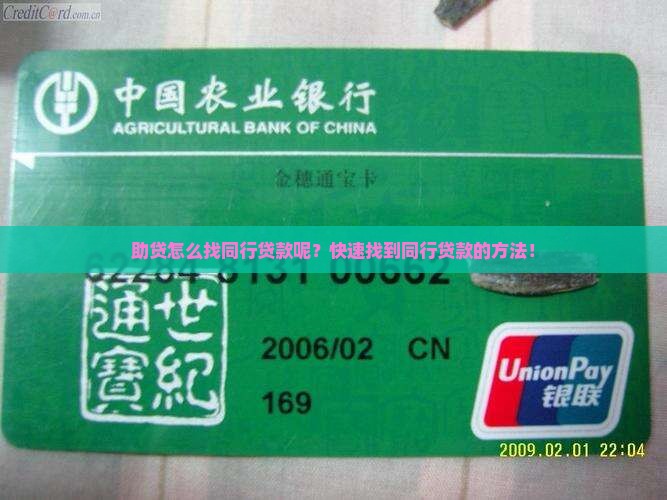 CreditCard.com.cn
中国农业银行
AGRICULTURAL BANK OF CHINA
金穗通宝卡
助贷怎么找同行贷款呢？快速找到同行贷款的方法！
世紀
通寶
2006/02 CN
169
UnionPay
银联
2009.02.01 22:04